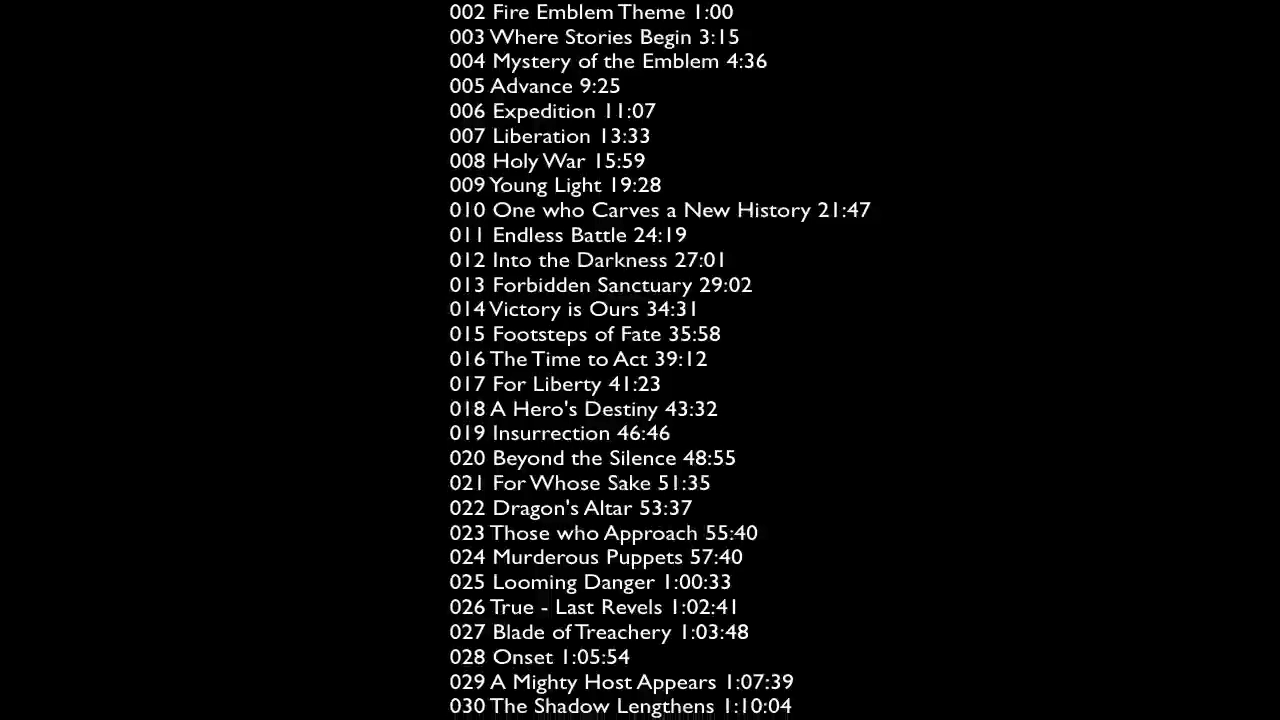 002 Fire Emblem Theme 1:00
003 Where Stories Begin 3:15
004 Mystery of the Emblem 4:36
005 Advance 9:25
006 Expedition 11:07
007 Liberation 13:33
008 Holy War 15:59
009 Young Light 19:28
010 One who Carves a New History 21:47
011 Endless Battle 24:19
012 Into the Darkness 27:01
013 Forbidden Sanctuary 29:02
014 Victory is Ours 34:31
015 Footsteps of Fate 35:58
016 The Time to Act 39:12
017 For Liberty 41:23
018 A Hero's Destiny 43:32
019 Insurrection 46:46
020 Beyond the Silence 48:55
021 For Whose Sake 51:35
022 Dragon's Altar 53:37
023 Those who Approach 55:40
024 Murderous Puppets 57:40
025 Looming Danger 1:00:33
026 True - Last Revels 1:02:41
027 Blade of Treachery 1:03:48
028 Onset 1:05:54
029 A Mighty Host Appears 1:07:39
030 The Shadow Lengthens 1:10:04